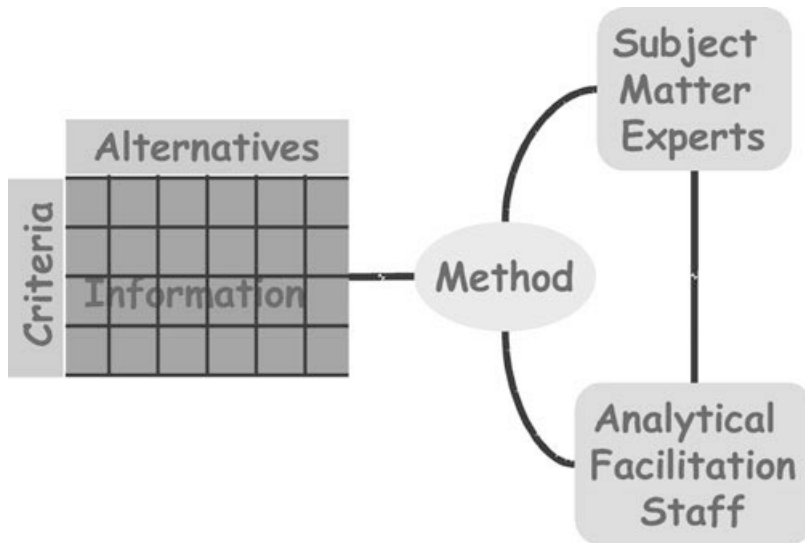 Alternatives
Criteria
Information
Method
Subject
Matter
Experts
Analytical
Facilitation
Staff